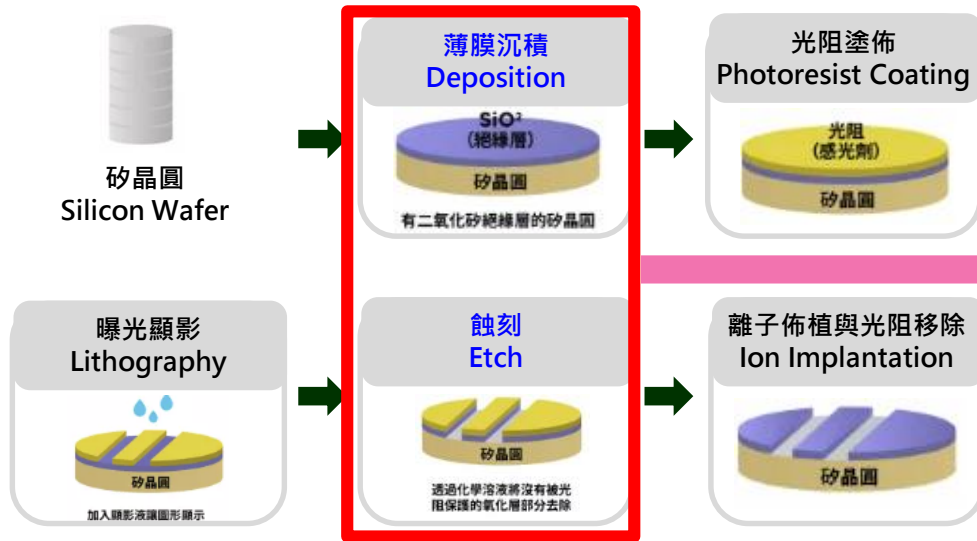 矽晶圓
Silicon Wafer
薄膜沉積
Deposition
SiO²
(絕緣層)
矽晶圓
有二氧化矽絕緣層的矽晶圓
光阻塗佈
Photoresist Coating
光阻
(感光劑)
矽晶圓
曝光顯影
Lithography
矽晶圓
加入顯影液讓圖形顯示
蝕刻
Etch
矽晶圓
透過化學溶液將沒有被光
阻保護的氧化層部分去除
離子佈植與光阻移除
Ion Implantation
矽晶圓